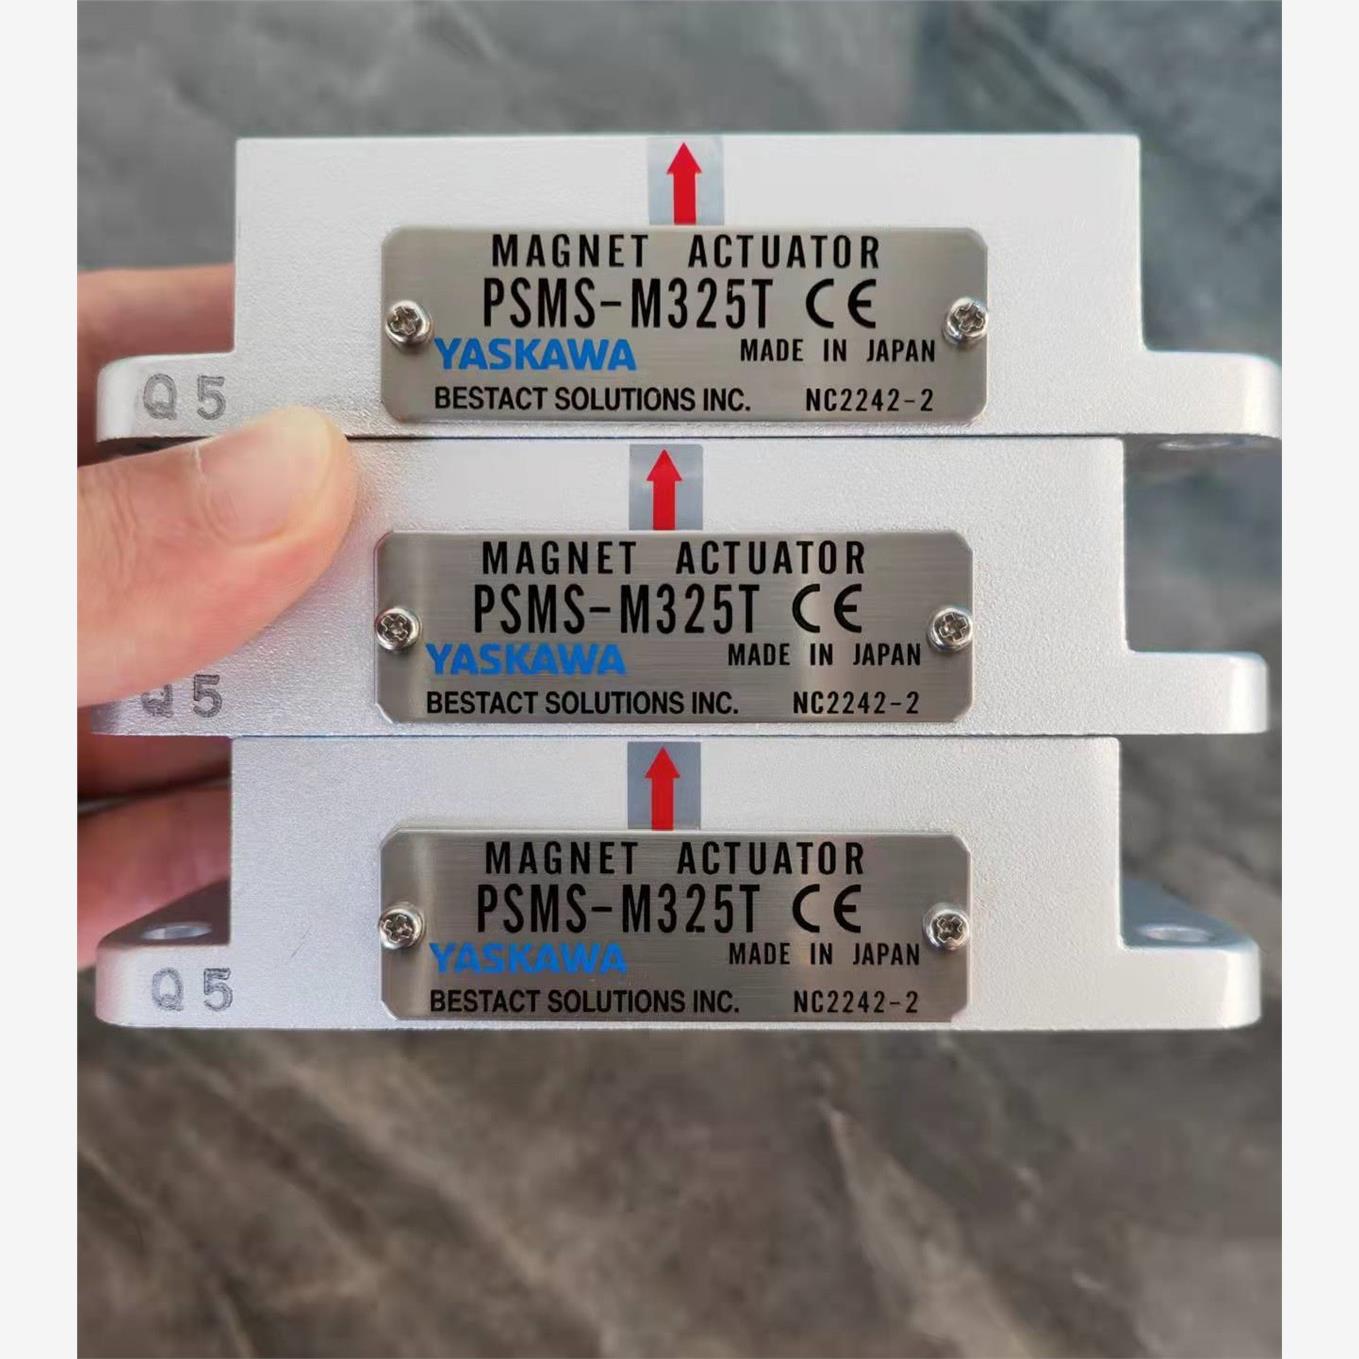 MAGNET ACTUATOR
PSMS-M325T CE
YASKAWA MADE IN JAPAN
Q5 BESTACT SOLUTIONS INC. NC2242-2
MAGNET ACTUATOR
PSMS-M325T CE
YASKAWA MADE IN JAPAN
Q5 BESTACT SOLUTIONS INC. NC2242-2
MAGNET ACTUATOR
PSMS-M325T CE
YASKAWA MADE IN JAPAN
Q5 BESTACT SOLUTIONS INC. NC2242-2